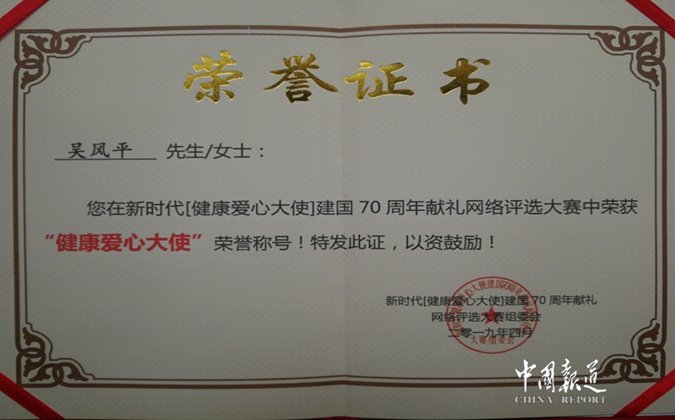 荣誉证书
吴风平 先生/女士：
您在新时代[健康爱心大使]建国70周年献礼网络评选大赛中荣获
“健康爱心大使”荣誉称号！特发此证，以资鼓励！
新时代[健康爱心大使]建国70周年献礼
网络评选大赛组委会
二零一九年四月
大赛组委会
中国报道
CHINA REPORT